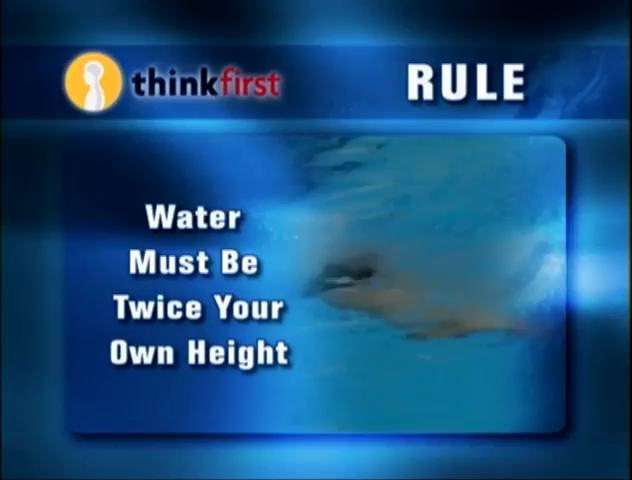 thinkfirst
RULE
Water
Must Be
Twice Your
Own Height